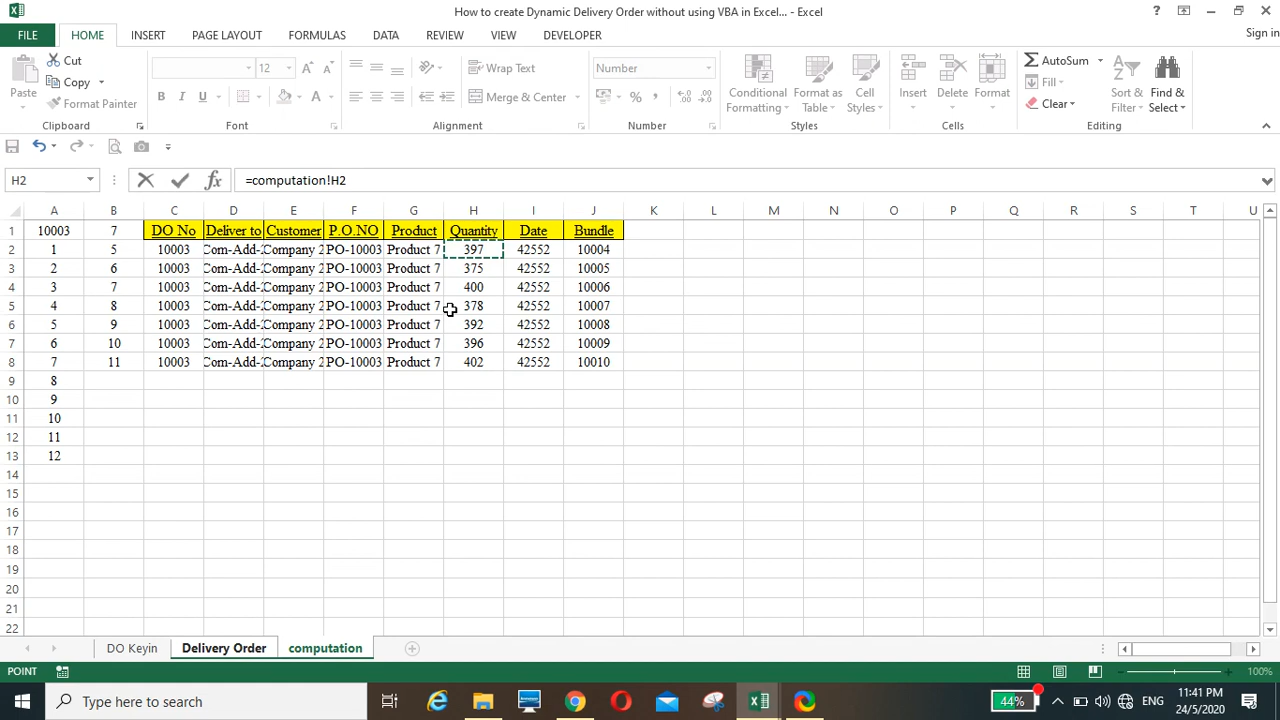 How to create Dynamic Delivery Order without using VBA in Excel... - Excel
?
Sign in
FILE HOME INSERT PAGE LAYOUT FORMULAS DATA REVIEW VIEW DEVELOPER
Paste
Cut
Copy
Format Painter
Clipboard
12
B I U
Font
Wrap Text
Merge & Center
Alignment
Number
%
Number
Conditional Formatting
Format as Table
Cell Styles
Styles
Insert
Delete
Format
Cells
AutoSum
Fill
Clear
Sort & Filter
Find & Select
Editing
H2 fx =computation!H2
A B C D E F G H I J K L M N O P Q R S T U
1 10003 7 DO No Deliver to Customer P.O.NO Product Quantity Date Bundle
2 1 5 10003 Com-Add-2 Company 2 PO-10003 Product 7 397 42552 10004
3 2 6 10003 Com-Add-2 Company 2 PO-10003 Product 7 375 42552 10005
4 3 7 10003 Com-Add-2 Company 2 PO-10003 Product 7 400 42552 10006
5 4 8 10003 Com-Add-2 Company 2 PO-10003 Product 7 378 42552 10007
6 5 9 10003 Com-Add-2 Company 2 PO-10003 Product 7 392 42552 10008
7 6 10 10003 Com-Add-2 Company 2 PO-10003 Product 7 396 42552 10009
8 7 11 10003 Com-Add-2 Company 2 PO-10003 Product 7 402 42552 10010
9 8
10 9
11 10
12 11
13 12
14
15
16
17
18
19
20
21
22
DO Keyin Delivery Order computation
POINT
100%
Type here to search
44%
ENG
11:41 PM
24/5/2020